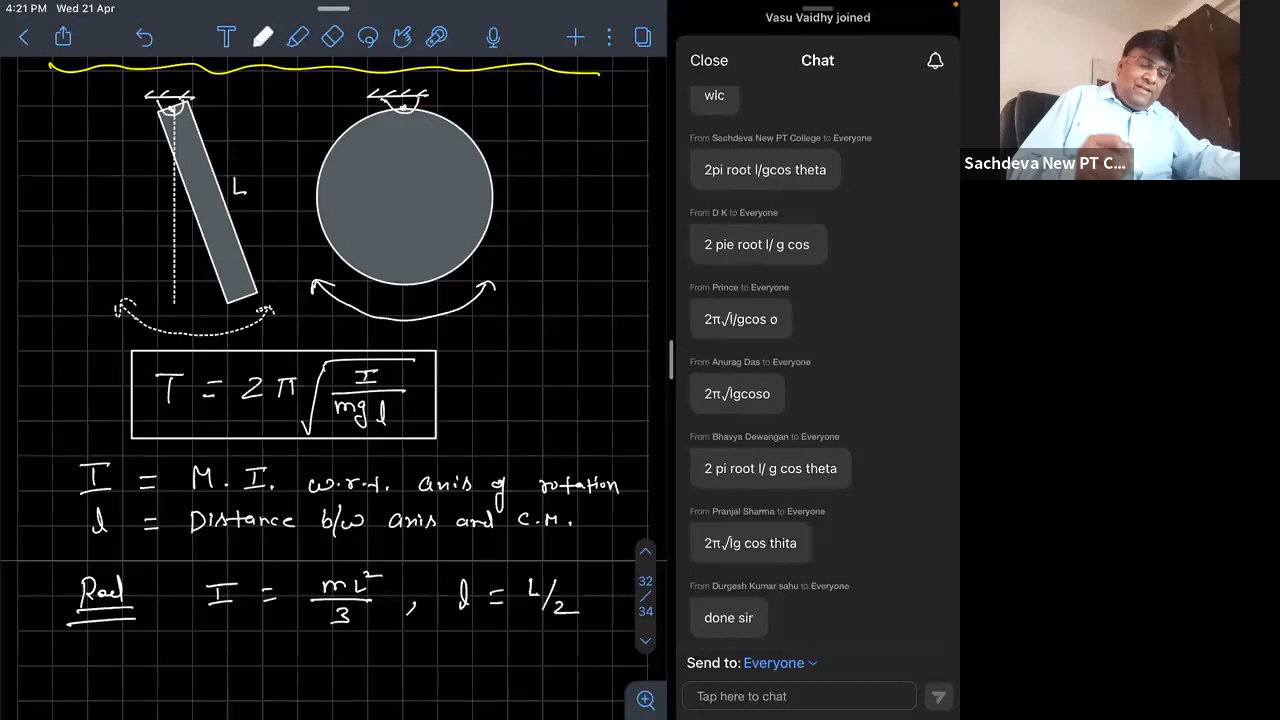 4:21 PM Wed 21 Apr
L
T = 2π√(I/mgl)
I = M. I. w.r.t. axis of rotation
l = Distance b/w axis and C.M.
Rod I = mL²/3 , l = L/2
32
/
34
Vasu Vaidhy joined
Close Chat
wlc
From Sachdeva New PT College to Everyone
2pi root l/gcos theta
From D K to Everyone
2 pie root l/ g cos
From Prince to Everyone
2π√l/gcos o
From Anurag Das to Everyone
2π√lgcoso
From Bhavya Dewangan to Everyone
2 pi root l/ g cos theta
From Pranjal Sharma to Everyone
2π√lg cos thita
From Durgesh Kumar sahu to Everyone
done sir
Send to: Everyone
Tap here to chat
Sachdeva New PT C...